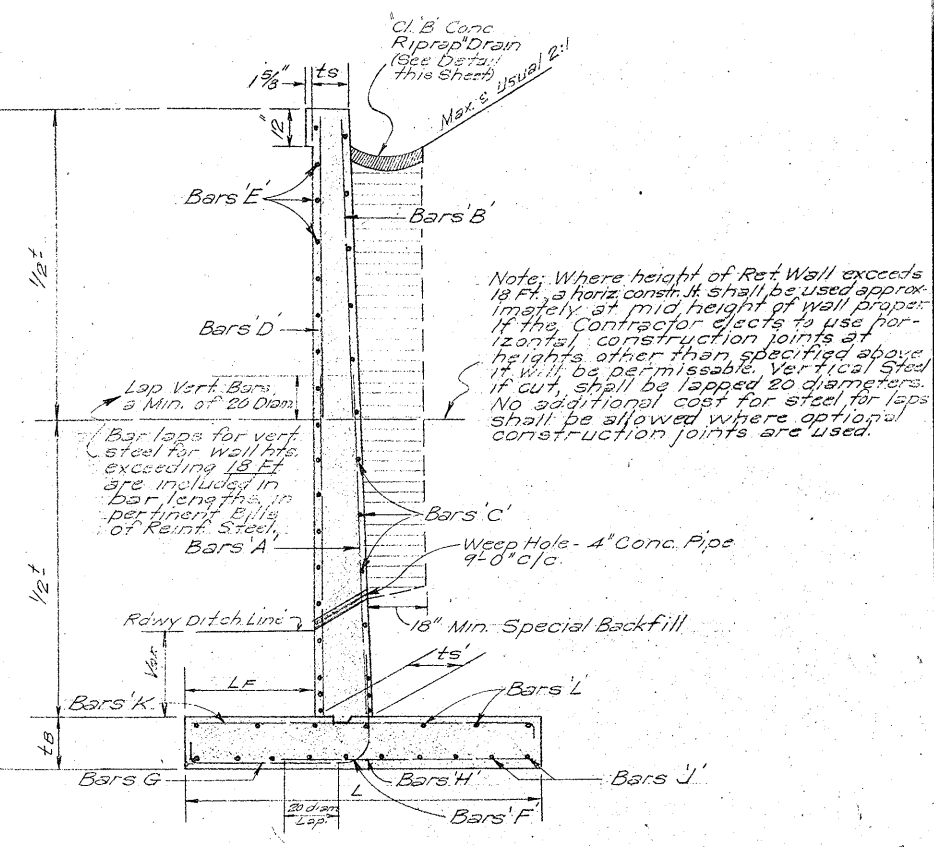 "Cl. 'B' Conc
Riprap" Drain
(See Detail
this Sheet)
Max. & Usual 2:1
1 5/8"
ts
12"
Bars 'E'
Bars 'B'
1/2 ±
Note: Where height of Ret. Wall exceeds
18 Ft., a horiz. constr. Jt. shall be used approx-
imately at mid height of wall proper.
If the Contractor elects to use hor-
izontal construction joints at
heights other than specified above
it will be permissable. Vertical Steel
if cut, shall be lapped 20 diameters.
No additional cost for steel for laps
shall be allowed where optional
construction joints are used.
Bars 'D'
Lap Vert. Bars
a Min. of 20 Diam.
Bar laps for vert.
steel for wall hts.
exceeding 18 Ft
are included in
bar lengths in
pertinent Bills
of Reinf. Steel.
Bars 'C'
Bars 'A'
Weep Hole - 4" Conc. Pipe
9'-0" c/c
1/2 ±
Rdwy Ditch Line
18" Min. Special Backfill
Var.
ts'
LF
Bars 'K'
Bars 'L'
tB
Bars G
Bars 'H'
Bars 'J'
L
20 diam
Lap.
Bars 'F'